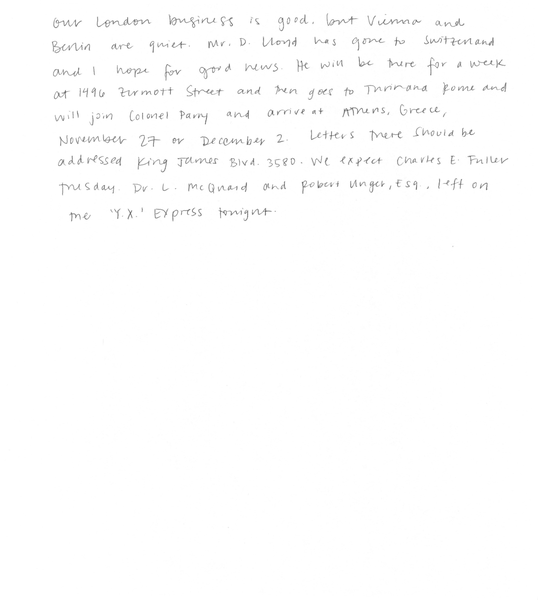 our London business is good, but Vienna and
Berlin are quiet. Mr. D. Lloyd has gone to Switzerland
and I hope for good news. He will be there for a week
at 1496 Zermott Street and then goes to Turin and Rome and
will join Colonel Parry and arrive at Athens, Greece,
November 27 or December 2. Letters there should be
addressed King James Blvd. 3580. We expect Charles E. Fuller
Tuesday. Dr. L. McQuard and Robert Unger, Esq., left on
the 'Y.X.' Express tonight.